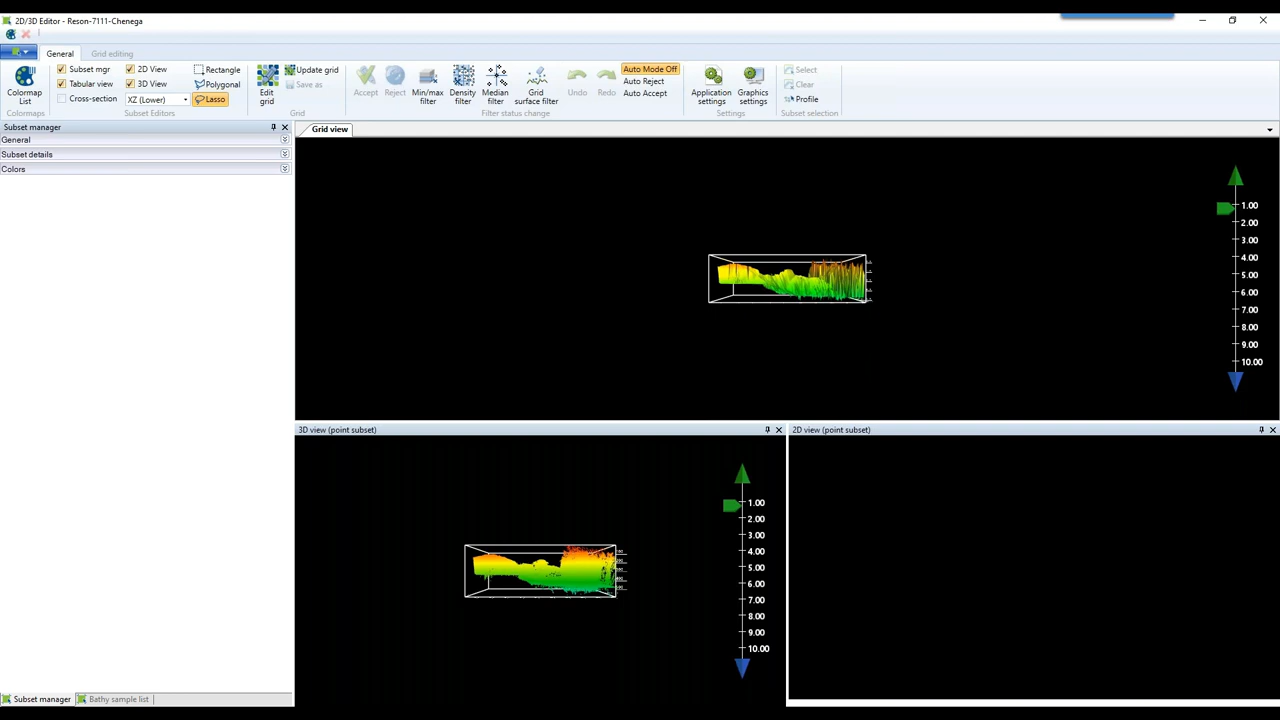 2D/3D Editor - Reson-7111-Chenega
General Grid editing
Colormap List
Colormaps
Subset mgr 2D View Rectangle
Tabular view 3D View Polygonal
Cross-section XZ (Lower) Lasso
Subset Editors
Edit grid
Update grid
Save as
Grid
Accept Reject Min/max filter Density filter Median filter Grid surface filter Undo Redo
Auto Mode Off
Auto Reject
Auto Accept
Filter status change
Application settings Graphics settings
Settings
Select
Clear
Profile
Subset selection
Subset manager
General
Subset details
Colors
Grid view
1.00
2.00
3.00
4.00
5.00
6.00
7.00
8.00
9.00
10.00
3D view (point subset)
1.00
2.00
3.00
4.00
5.00
6.00
7.00
8.00
9.00
10.00
2D view (point subset)
Subset manager Bathy sample list